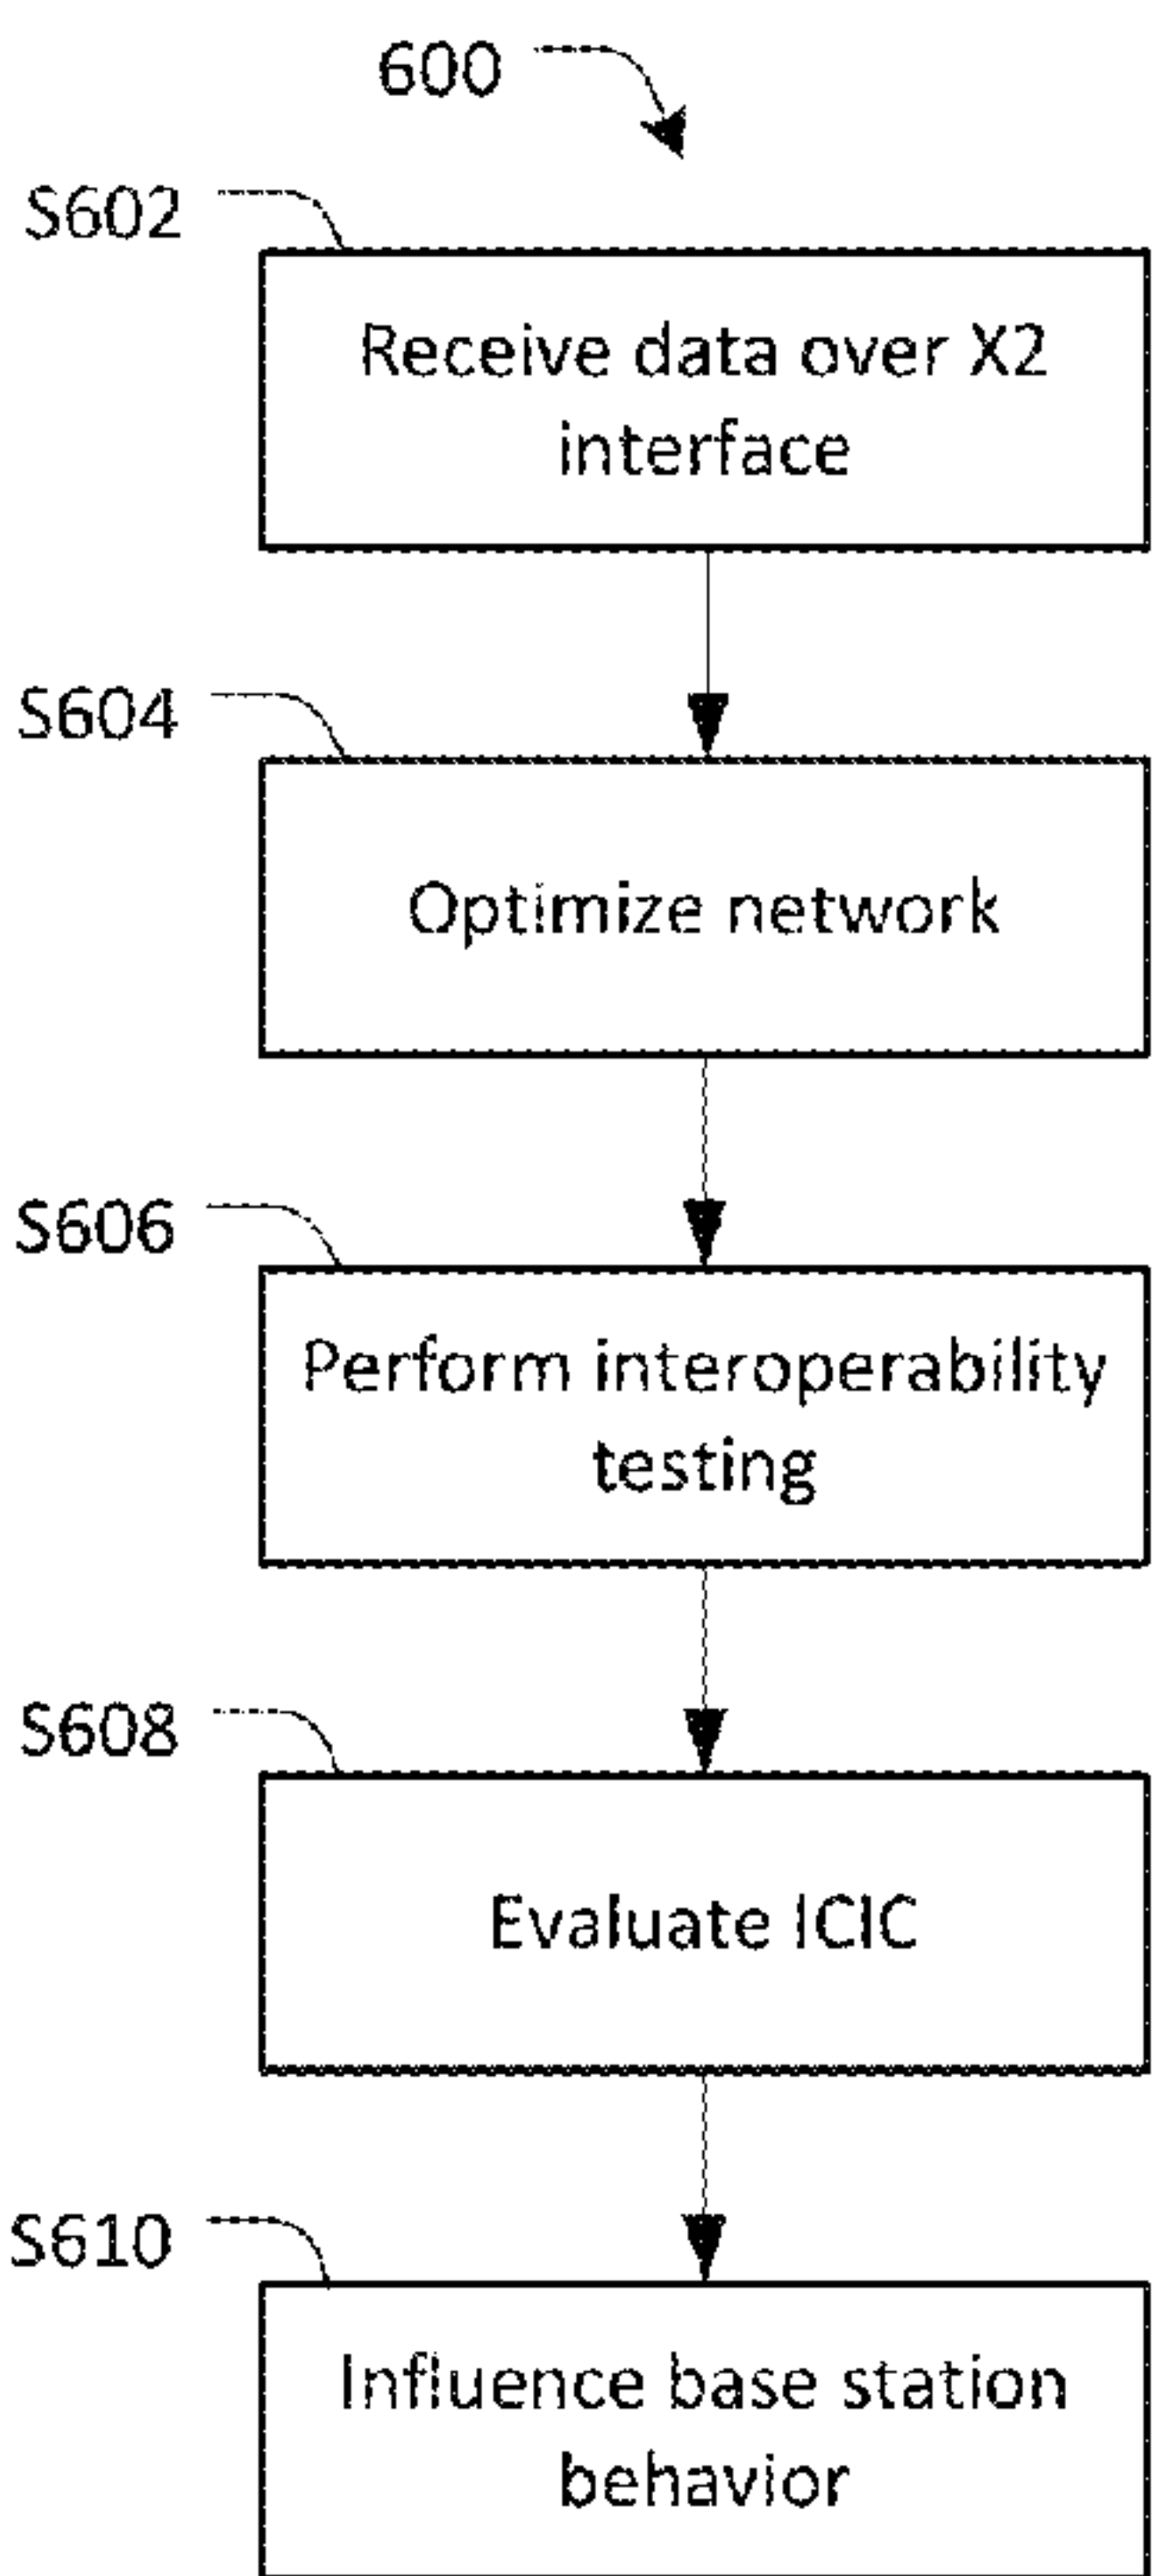 600
S602
Receive data over X2
interface
S604
Optimize network
S606
Perform interoperability
testing
S608
Evaluate ICIC
S610
Influence base station
behavior